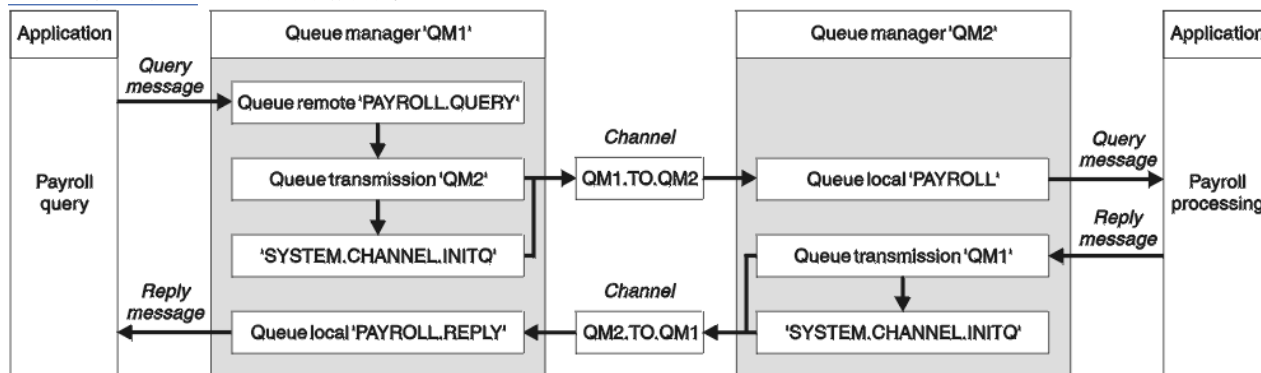 Application
Queue manager 'QM1'
Queue manager 'QM2'
Application
Query
message
Queue remote 'PAYROLL.QUERY'
Channel
Query
message
Payroll
query
Queue transmission 'QM2'
QM1.TO.QM2
Queue local 'PAYROLL'
Payroll
processing
'SYSTEM.CHANNEL.INITQ'
Queue transmission 'QM1'
Reply
message
Reply
message
Queue local 'PAYROLL.REPLY'
Channel
QM2.TO.QM1
'SYSTEM.CHANNEL.INITQ'